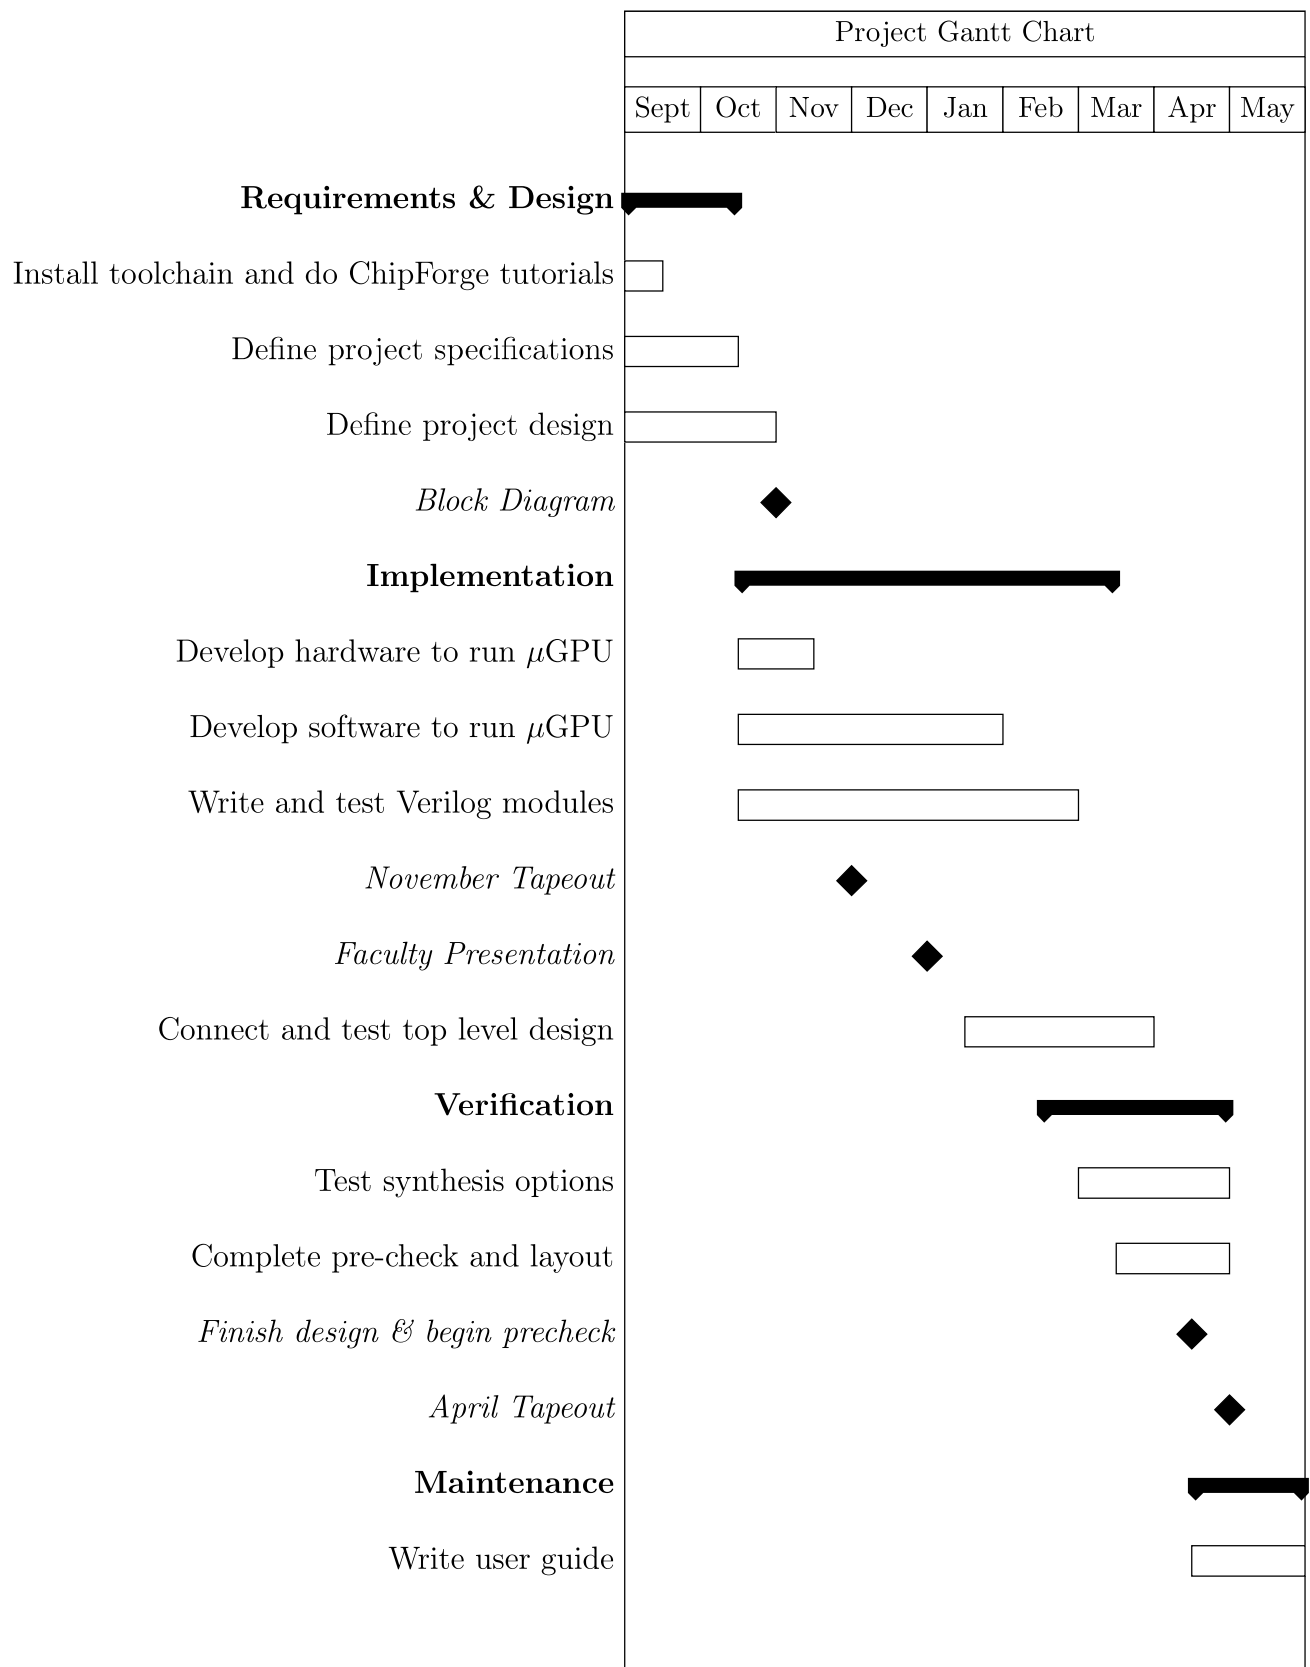 Project Gantt Chart
Sept Oct Nov Dec Jan Feb Mar Apr May
Requirements & Design
Install toolchain and do ChipForge tutorials
Define project specifications
Define project design
Block Diagram
Implementation
Develop hardware to run μGPU
Develop software to run μGPU
Write and test Verilog modules
November Tapeout
Faculty Presentation
Connect and test top level design
Verification
Test synthesis options
Complete pre-check and layout
Finish design & begin precheck
April Tapeout
Maintenance
Write user guide